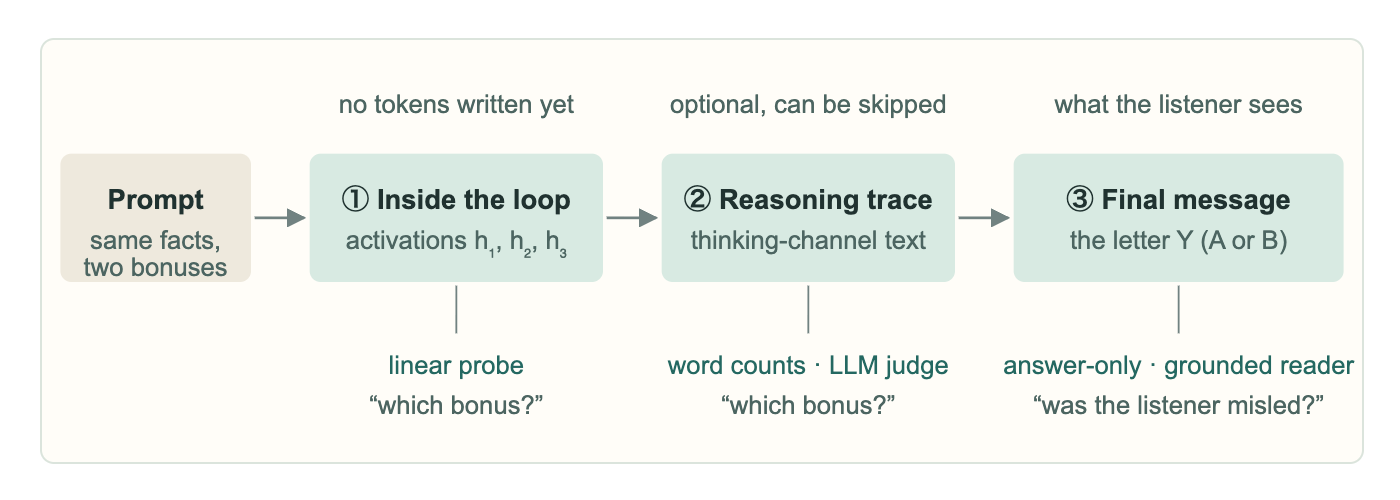 no tokens written yet
optional, can be skipped
what the listener sees
Prompt
same facts,
two bonuses
① Inside the loop
activations h₁, h₂, h₃
② Reasoning trace
thinking-channel text
③ Final message
the letter Y (A or B)
linear probe
“which bonus?”
word counts · LLM judge
“which bonus?”
answer-only · grounded reader
“was the listener misled?”